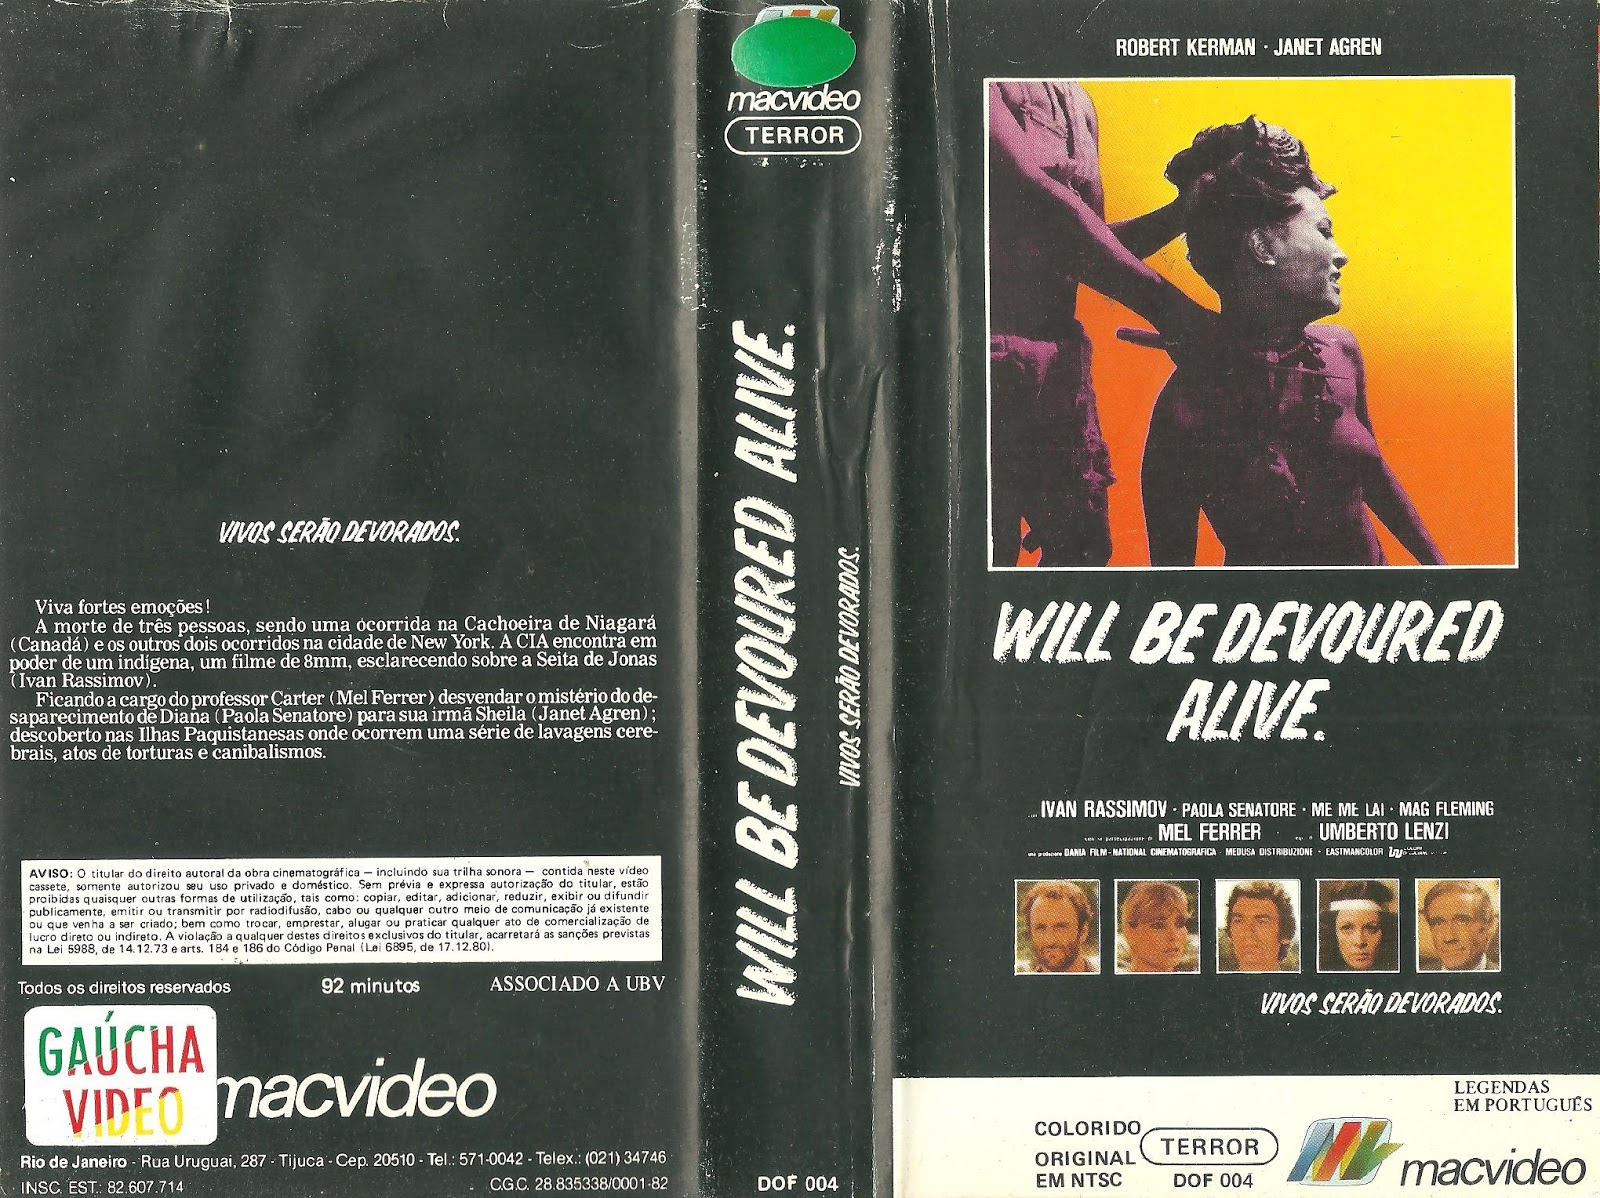 VIVOS SERÃO DEVORADOS.
Viva fortes emoções!
A morte de três pessoas, sendo uma ocorrida na Cachoeira de Niagará
(Canadá) e os outros dois ocorridos na cidade de New York. A CIA encontra em
poder de um indígena, um filme de 8mm, esclarecendo sobre a Seita de Jonas
(Ivan Rassimov).
Ficando a cargo do professor Carter (Mel Ferrer) desvendar o mistério do de-
saparecimento de Diana (Paola Senatore) para sua irmã Sheila (Janet Agren);
descoberto nas Ilhas Paquistanesas onde ocorrem uma série de lavagens cere-
brais, atos de torturas e canibalismos.
AVISO: O titular do direito autoral da obra cinematográfica — incluindo sua trilha sonora — contida neste vídeo
cassete, somente autorizou seu uso privado e doméstico. Sem prévia e expressa autorização do titular, estão
proibidas quaisquer outras formas de utilização, tais como: copiar, editar, adicionar, reduzir, exibir ou difundir
publicamente, emitir ou transmitir por radiodifusão, cabo ou qualquer outro meio de comunicação já existente
ou que venha a ser criado; bem como trocar, emprestar, alugar ou praticar qualquer ato de comercialização de
lucro direto ou indireto. A violação a qualquer destes direitos exclusivos do titular, acarretará as sanções previstas
na Lei 5988, de 14.12.73 e arts. 184 e 186 do Código Penal (Lei 6895, de 17.12.80).
Todos os direitos reservados 92 minutos ASSOCIADO A UBV
GAÚCHA
VIDEO
macvideo
Rio de Janeiro - Rua Uruguai, 287 - Tijuca - Cep. 20510 - Tel.: 571-0042 - Telex.: (021) 34746
INSC. EST.: 82.607.714 C.G.C. 28.835338/0001-82
macvideo
TERROR
WILL BE DEVOURED ALIVE.
VIVOS SERÃO DEVORADOS.
DOF 004
ROBERT KERMAN · JANET AGREN
WILL BE DEVOURED
ALIVE.
IVAN RASSIMOV · PAOLA SENATORE · ME ME LAI · MAG FLEMING
MEL FERRER UMBERTO LENZI
una produzione DANIA FILM - NATIONAL CINEMATOGRAFICA · MEDUSA DISTRIBUZIONE · EASTMANCOLOR
VIVOS SERÃO DEVORADOS.
LEGENDAS
EM PORTUGUÊS
COLORIDO
ORIGINAL
EM NTSC
TERROR
DOF 004
macvideo